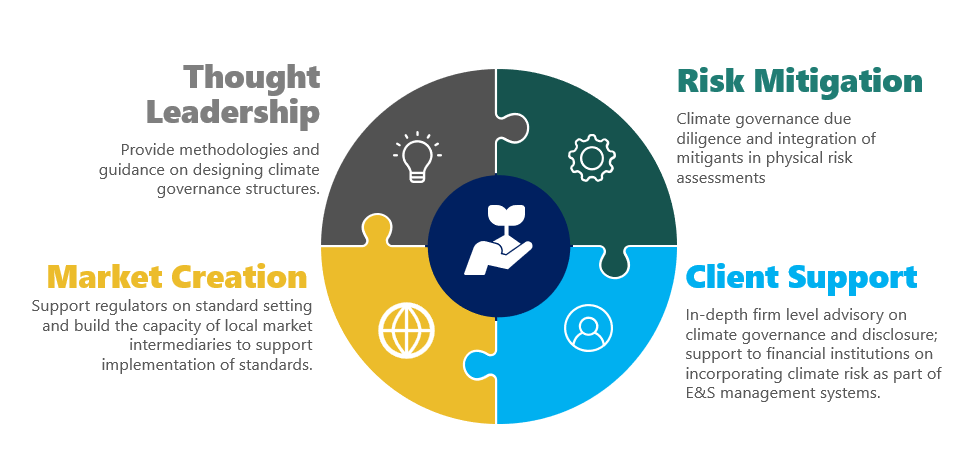 Thought
Leadership
Provide methodologies and
guidance on designing climate
governance structures.
Risk Mitigation
Climate governance due
diligence and integration of
mitigants in physical risk
assessments
Market Creation
Support regulators on standard setting
and build the capacity of local market
intermediaries to support
implementation of standards.
Client Support
In-depth firm level advisory on
climate governance and disclosure;
support to financial institutions on
incorporating climate risk as part of
E&S management systems.